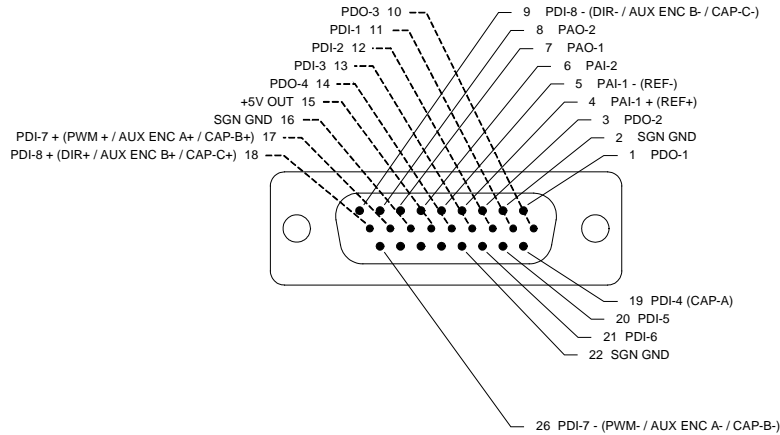 PDO-3 10
PDI-1 11
PDI-2 12
PDI-3 13
PDO-4 14
+5V OUT 15
SGN GND 16
PDI-7 + (PWM + / AUX ENC A+ / CAP-B+) 17
PDI-8 + (DIR+ / AUX ENC B+ / CAP-C+) 18
9 PDI-8 - (DIR- / AUX ENC B- / CAP-C-)
8 PAO-2
7 PAO-1
6 PAI-2
5 PAI-1 - (REF-)
4 PAI-1 + (REF+)
3 PDO-2
2 SGN GND
1 PDO-1
19 PDI-4 (CAP-A)
20 PDI-5
21 PDI-6
22 SGN GND
26 PDI-7 - (PWM- / AUX ENC A- / CAP-B-)